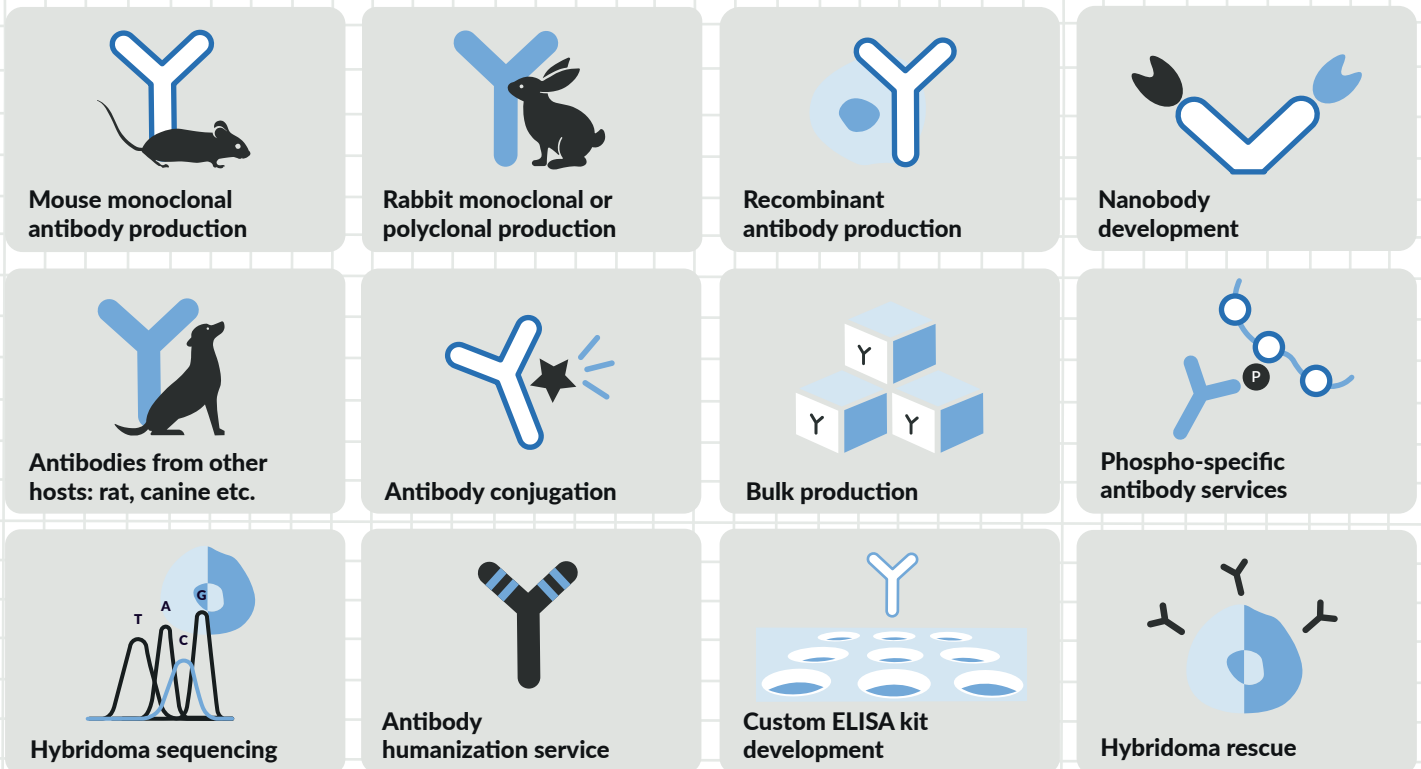 Mouse monoclonal
antibody production
Rabbit monoclonal or
polyclonal production
Recombinant
antibody production
Nanobody
development
Antibodies from other
hosts: rat, canine etc.
Antibody conjugation
Y
Y
Y
Bulk production
P
Phospho-specific
antibody services
G
A
T
C
Hybridoma sequencing
Antibody
humanization service
Custom ELISA kit
development
Hybridoma rescue